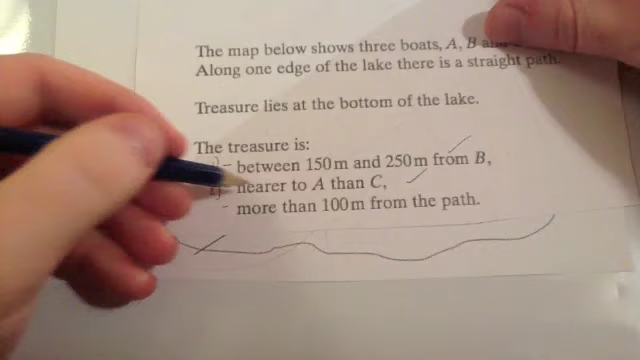 The map below shows three boats, A, B and
Along one edge of the lake there is a straight path.
Treasure lies at the bottom of the lake.
The treasure is:
– between 150 m and 250 m from B,
nearer to A than C,
- more than 100 m from the path.